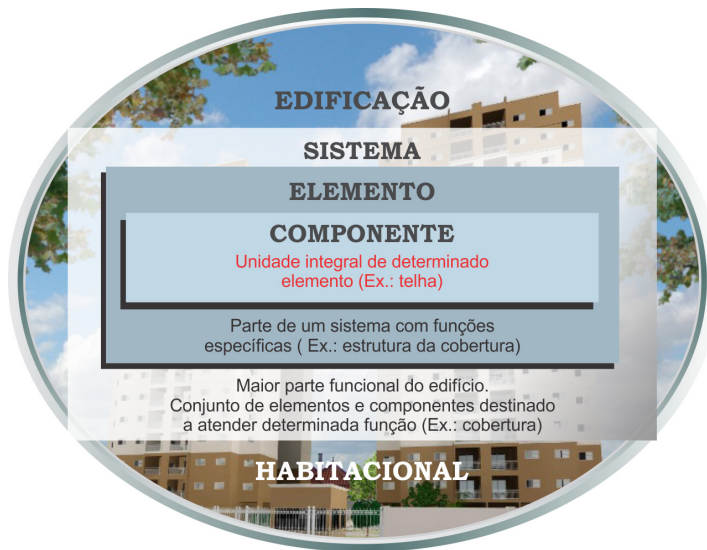 EDIFICAÇÃO
SISTEMA
ELEMENTO
COMPONENTE
Unidade integral de determinado
elemento (Ex.: telha)
Parte de um sistema com funções
específicas ( Ex.: estrutura da cobertura)
Maior parte funcional do edifício.
Conjunto de elementos e componentes destinado
a atender determinada função (Ex.: cobertura)
HABITACIONAL